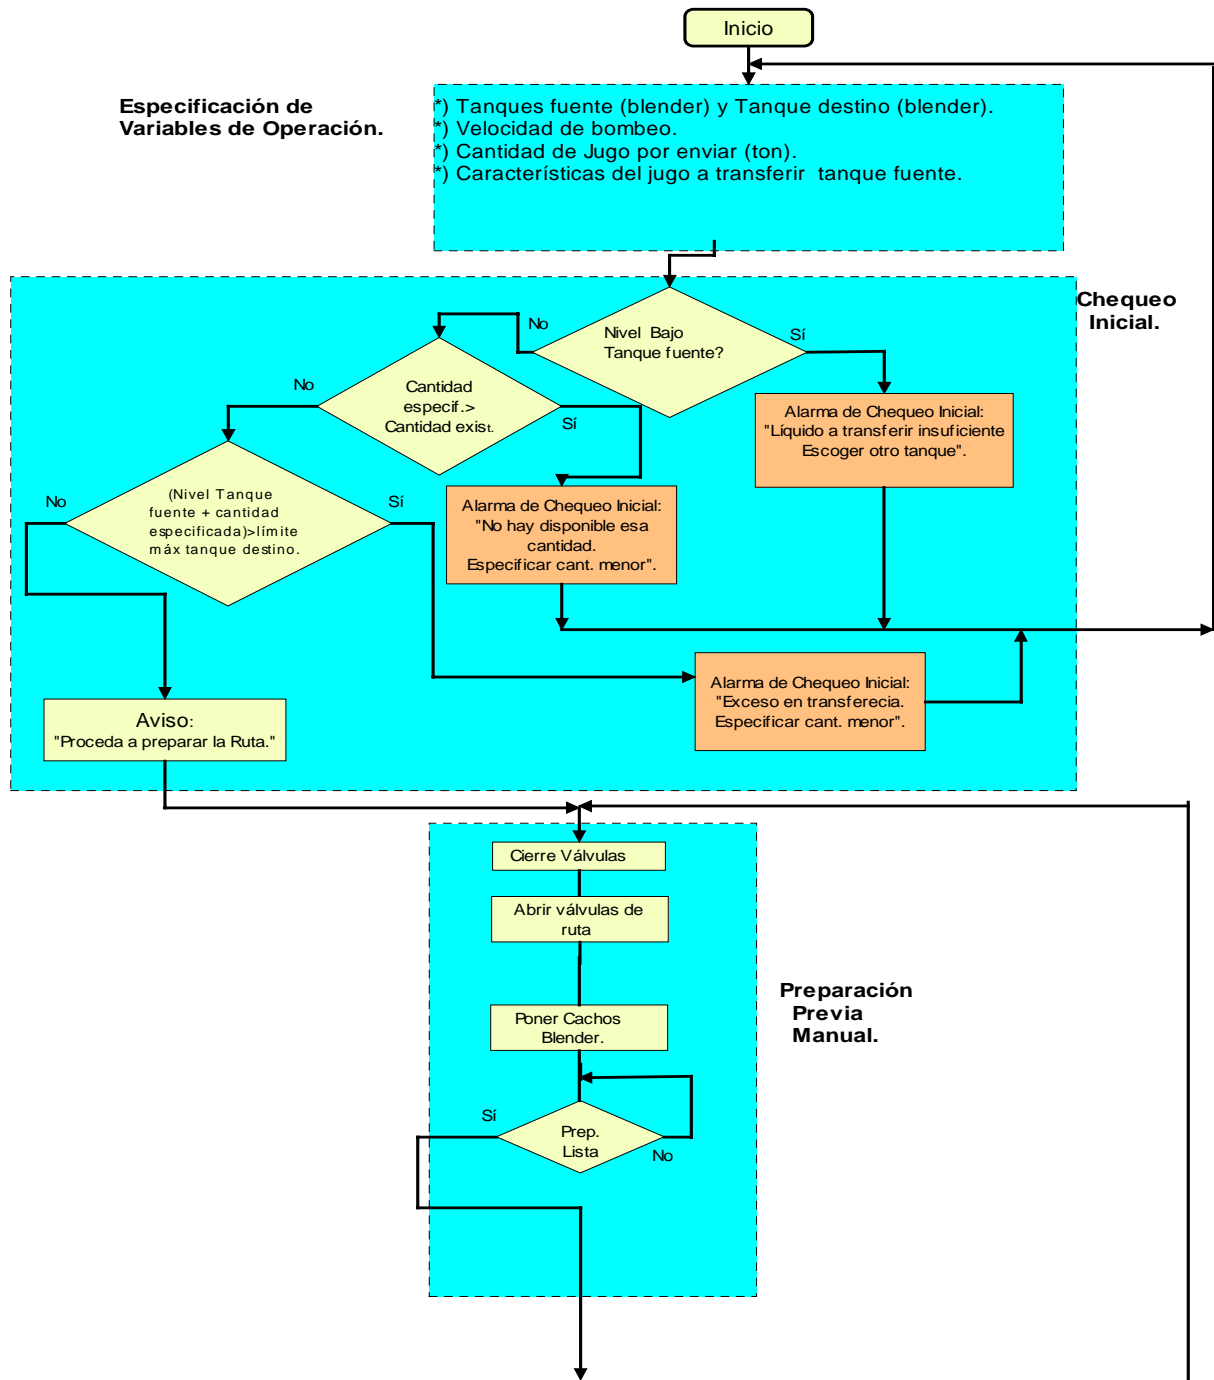 Inicio
Especificación de
Variables de Operación.
*) Tanques fuente (blender) y Tanque destino (blender).
*) Velocidad de bombeo.
*) Cantidad de Jugo por enviar (ton).
*) Características del jugo a transferir tanque fuente.
Chequeo
Inicial.
Nivel Bajo
Tanque fuente?
No
Sí
Cantidad
especif.>
Cantidad exist.
No
Sí
Alarma de Chequeo Inicial:
"Líquido a transferir insuficiente
Escoger otro tanque".
(Nivel Tanque
fuente + cantidad
especificada)>límite
máx tanque destino.
No
Sí
Alarma de Chequeo Inicial:
"No hay disponible esa
cantidad.
Especificar cant. menor".
Alarma de Chequeo Inicial:
"Exceso en transferecia.
Especificar cant. menor".
Aviso:
"Proceda a preparar la Ruta."
Cierre Válvulas
Abrir válvulas de
ruta
Preparación
Previa
Manual.
Poner Cachos
Blender.
Sí
Prep.
Lista
No